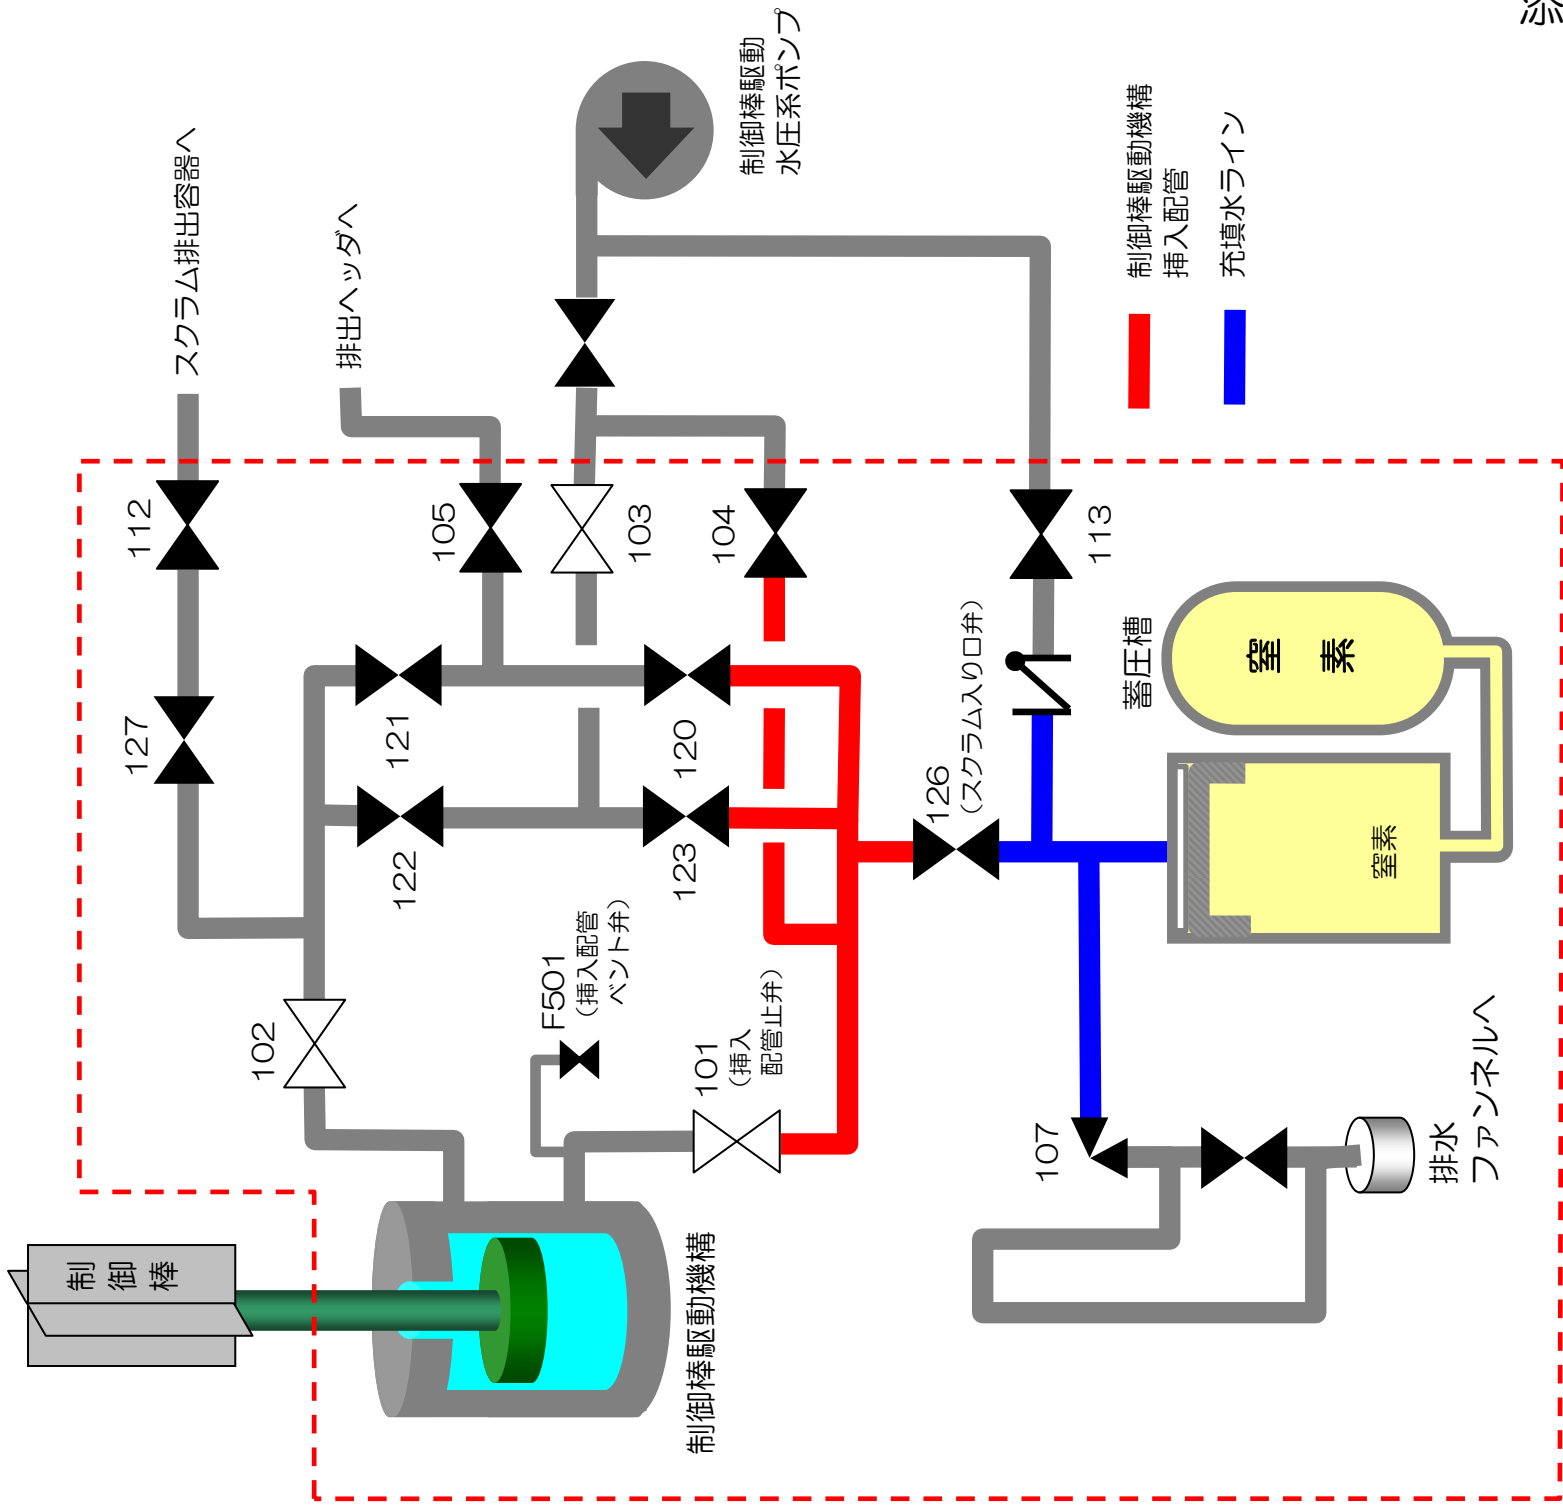 添
スクラム排出容器へ
排出ヘッダへ
制御棒駆動
水圧系ポンプ
制御棒駆動機構
挿入配管
充填水ライン
112
105
103
104
113
127
121
120
122
123
126
(スクラム入り口弁)
102
F501
(挿入配管
ベント弁)
101
(挿入
配管止弁)
107
蓄圧槽
窒素
窒素
排水
ファンネルへ
制御棒
制御棒駆動機構